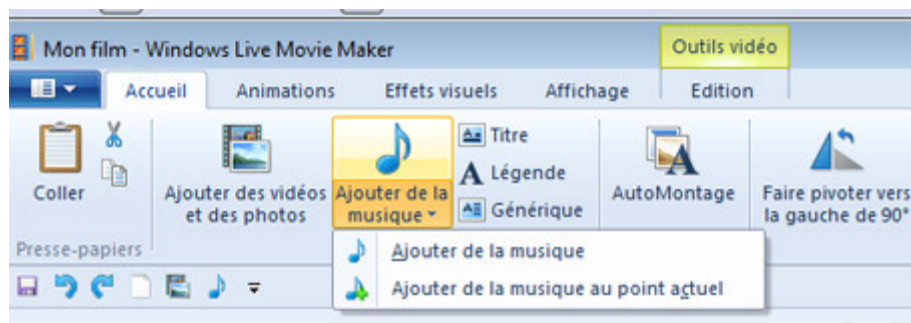 Mon film - Windows Live Movie Maker
Outils vidéo
Accueil
Animations
Effets visuels
Affichage
Edition
Coller
Ajouter des vidéos
et des photos
Ajouter de la
musique
Titre
Légende
Générique
AutoMontage
Faire pivoter vers
la gauche de 90°
Presse-papiers
Ajouter de la musique
Ajouter de la musique au point actuel